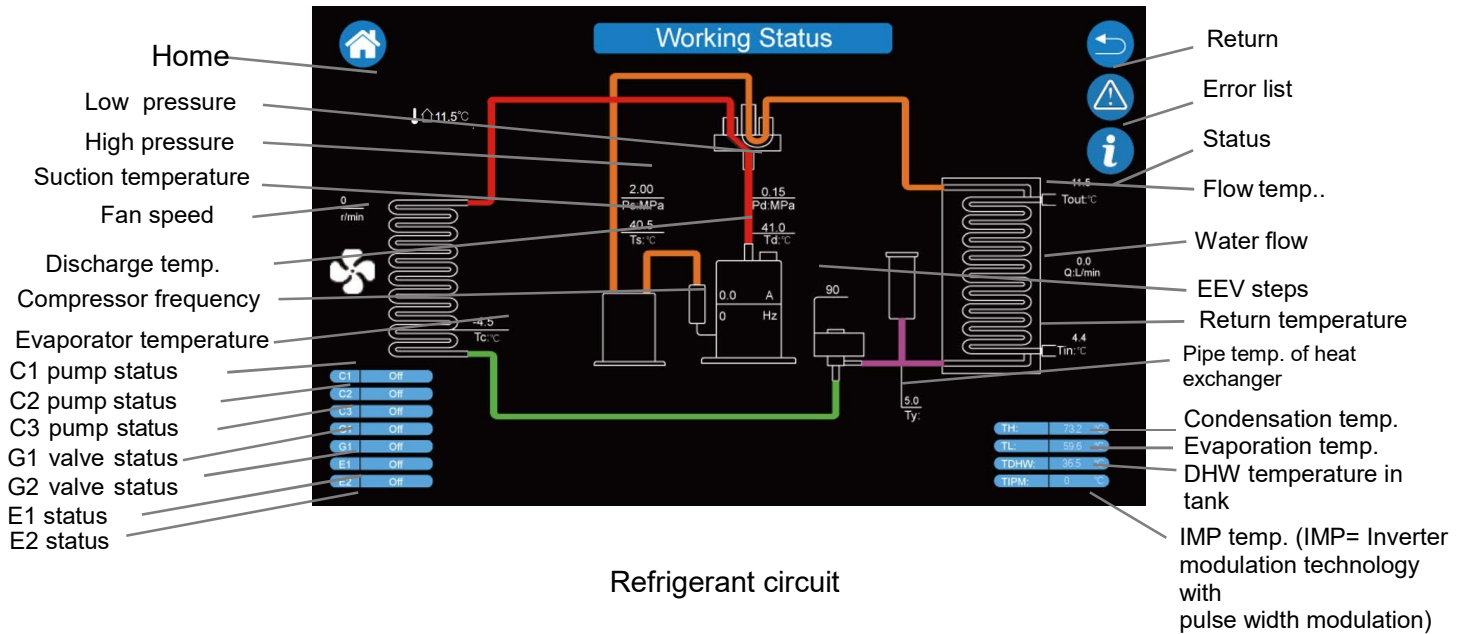 Working Status
Home
Low pressure
High pressure
Suction temperature
Fan speed
Discharge temp.
Compressor frequency
Evaporator temperature
C1 pump status
C2 pump status
C3 pump status
G1 valve status
G2 valve status
E1 status
E2 status
11.5℃
0
r/min
2.00
Ps:MPa
40.5
Ts:℃
0.15
Pd:MPa
41.0
Td:℃
0.0 A
0 Hz
90
-4.5
Tc:℃
5.0
Ty:
11.5
Tout:℃
0.0
Q:L/min
4.4
Tin:℃
C1 Off
C2 Off
C3 Off
G1 Off
G1 Off
E1 Off
E2 Off
TH: 73.2 ℃
TL: 59.6 ℃
TDHW: 36.5 ℃
TIPM: 0 ℃
Return
Error list
Status
Flow temp..
Water flow
EEV steps
Return temperature
Pipe temp. of heat
exchanger
Condensation temp.
Evaporation temp.
DHW temperature in
tank
IMP temp. (IMP= Inverter
modulation technology
with
pulse width modulation)
Refrigerant circuit